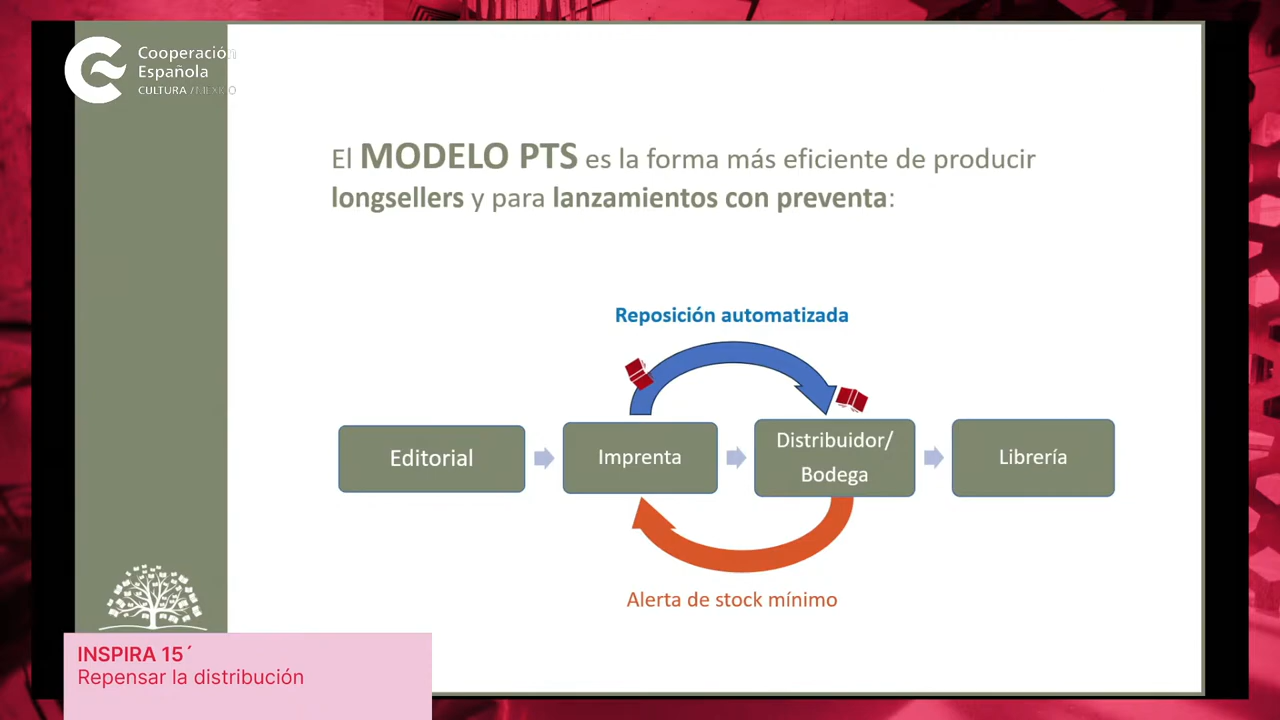 Cooperación
Española
CULTURA / MEXICO
El MODELO PTS es la forma más eficiente de producir
longsellers y para lanzamientos con preventa:
Reposición automatizada
Editorial
Imprenta
Distribuidor/
Bodega
Librería
Alerta de stock mínimo
INSPIRA 15´
Repensar la distribución